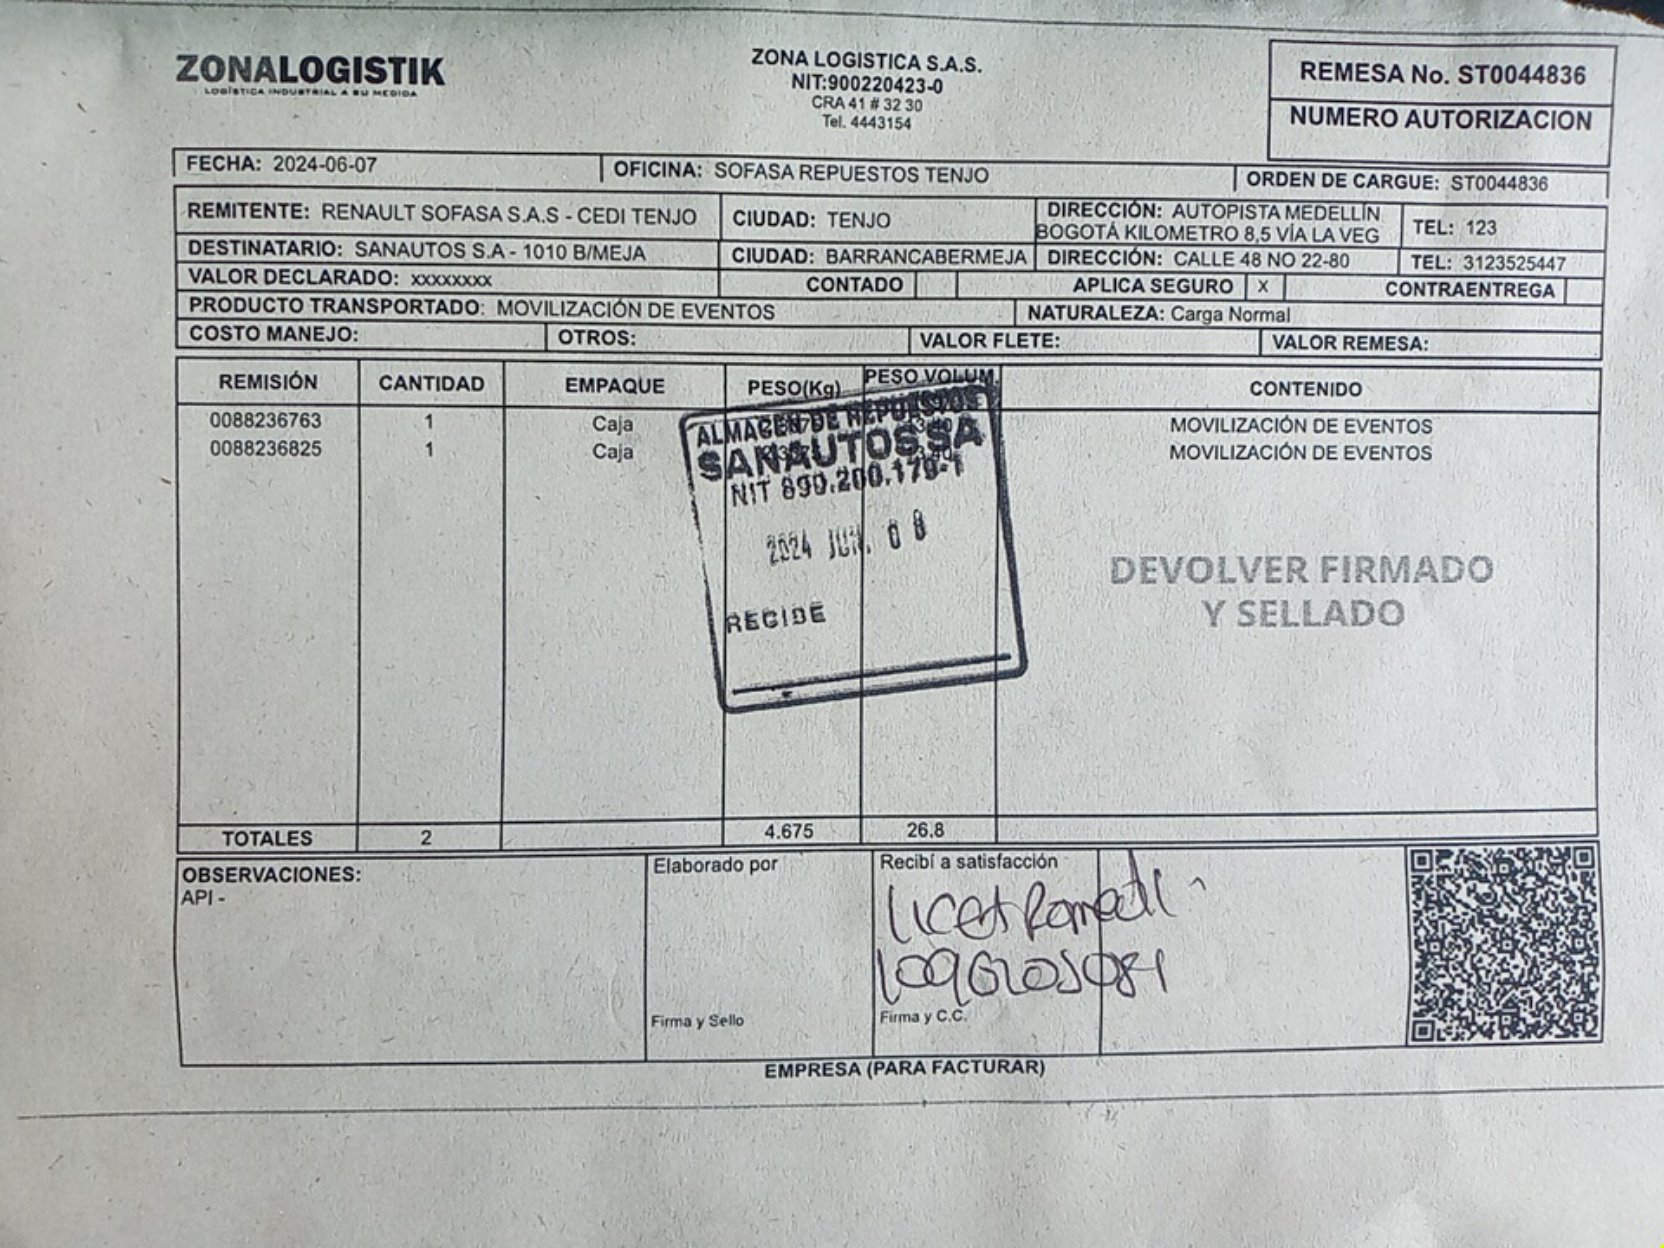 ZONALOGISTIK
LOGÍSTICA INDUSTRIAL A SU MEDIDA
ZONA LOGISTICA S.A.S.
NIT:900220423-0
CRA 41 # 32 30
Tel. 4443154
REMESA No. ST0044836
NUMERO AUTORIZACION
FECHA: 2024-06-07 OFICINA: SOFASA REPUESTOS TENJO ORDEN DE CARGUE: ST0044836
REMITENTE: RENAULT SOFASA S.A.S - CEDI TENJO CIUDAD: TENJO DIRECCIÓN: AUTOPISTA MEDELLÍN BOGOTÁ KILOMETRO 8,5 VÍA LA VEG TEL: 123
DESTINATARIO: SANAUTOS S.A - 1010 B/MEJA CIUDAD: BARRANCABERMEJA DIRECCIÓN: CALLE 48 NO 22-80 TEL: 3123525447
VALOR DECLARADO: xxxxxxxx CONTADO APLICA SEGURO X CONTRAENTREGA
PRODUCTO TRANSPORTADO: MOVILIZACIÓN DE EVENTOS NATURALEZA: Carga Normal
COSTO MANEJO: OTROS: VALOR FLETE: VALOR REMESA:
REMISIÓN CANTIDAD EMPAQUE PESO(Kg) PESO VOLUM. CONTENIDO
0088236763 1 Caja MOVILIZACIÓN DE EVENTOS
0088236825 1 Caja MOVILIZACIÓN DE EVENTOS
ALMACEN DE REPUESTOS
SANAUTOS SA
NIT 890.200.179-1
2024 JUN. 08
RECIBE
DEVOLVER FIRMADO
Y SELLADO
TOTALES 2 4.675 26.8
OBSERVACIONES:
API -
Elaborado por
Firma y Sello
Recibí a satisfacción
Firma y C.C.
EMPRESA (PARA FACTURAR)